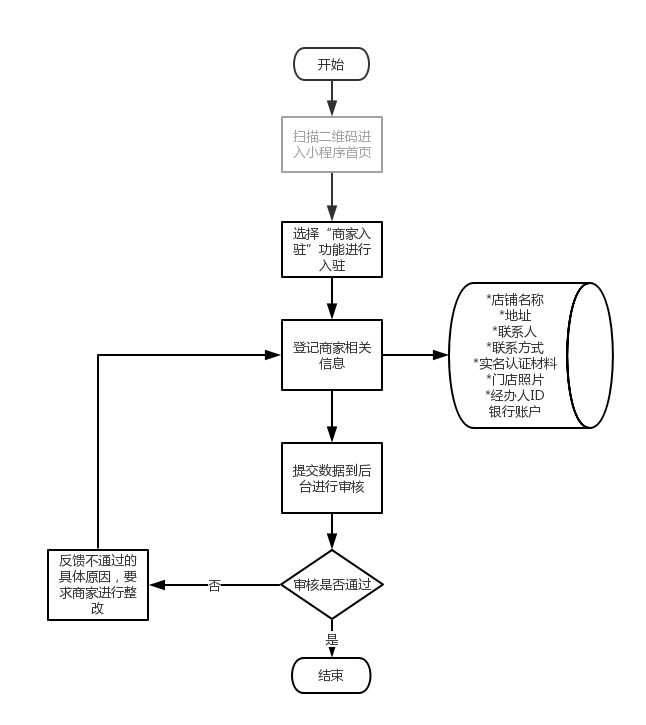 开始
扫描二维码进
入小程序首页
选择“商家入
驻”功能进行
入驻
登记商家相关
信息
*店铺名称
*地址
*联系人
*联系方式
*实名认证材料
*门店照片
*经办人ID
银行账户
提交数据到后
台进行审核
审核是否通过
否
反馈不通过的
具体原因，要
求商家进行整
改
是
结束